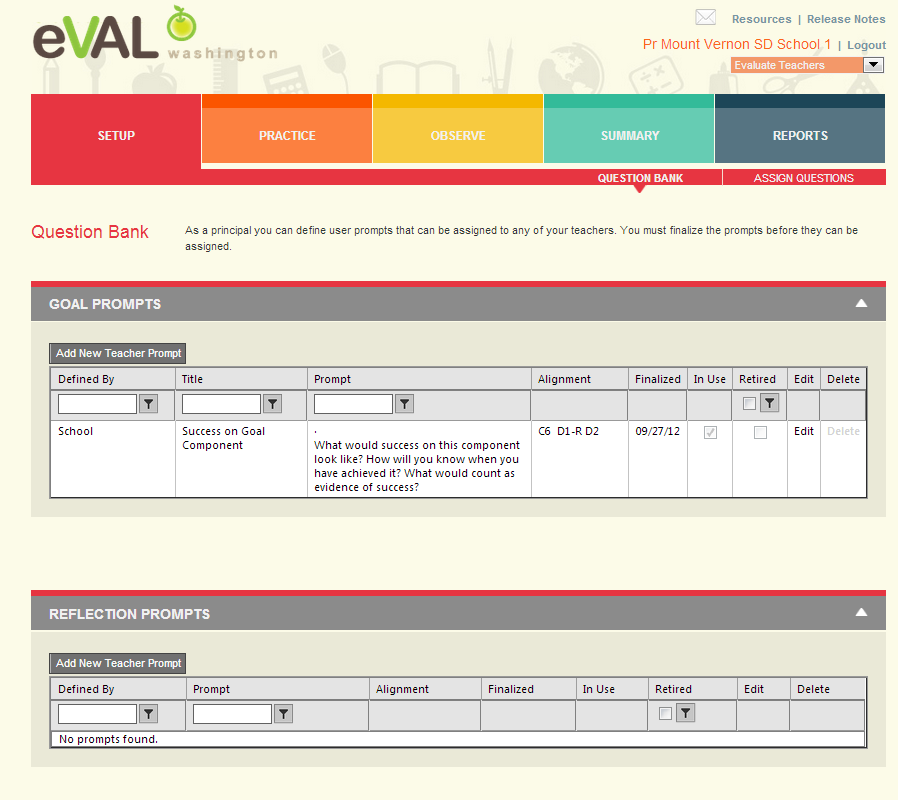 eVAL washington
Resources | Release Notes
Pr Mount Vernon SD School 1 | Logout
Evaluate Teachers
SETUP PRACTICE OBSERVE SUMMARY REPORTS
QUESTION BANK ASSIGN QUESTIONS
Question Bank
As a principal you can define user prompts that can be assigned to any of your teachers. You must finalize the prompts before they can be
assigned.
GOAL PROMPTS
Add New Teacher Prompt
Defined By Title Prompt Alignment Finalized In Use Retired Edit Delete
School Success on Goal . C6 D1-R D2 09/27/12 Edit Delete
Component What would success on this component
look like? How will you know when you
have achieved it? What would count as
evidence of success?
REFLECTION PROMPTS
Add New Teacher Prompt
Defined By Prompt Alignment Finalized In Use Retired Edit Delete
No prompts found.